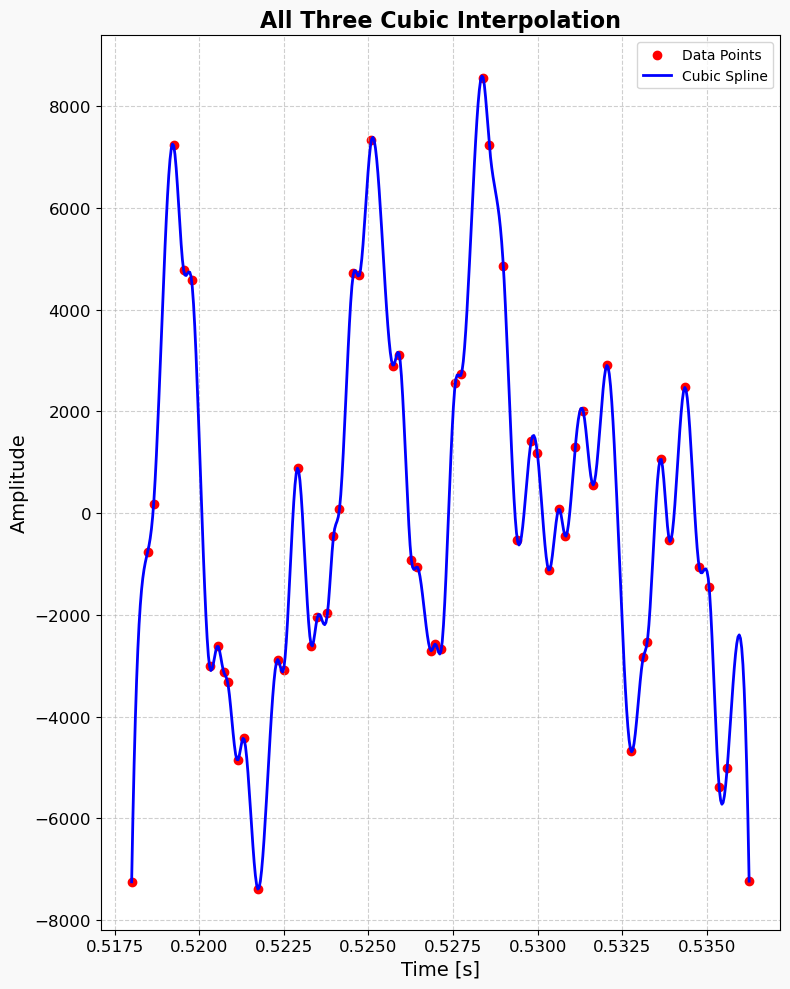 All Three Cubic Interpolation
Data Points
Cubic Spline
8000
6000
4000
2000
0
−2000
−4000
−6000
−8000
Amplitude
0.5175 0.5200 0.5225 0.5250 0.5275 0.5300 0.5325 0.5350
Time [s]